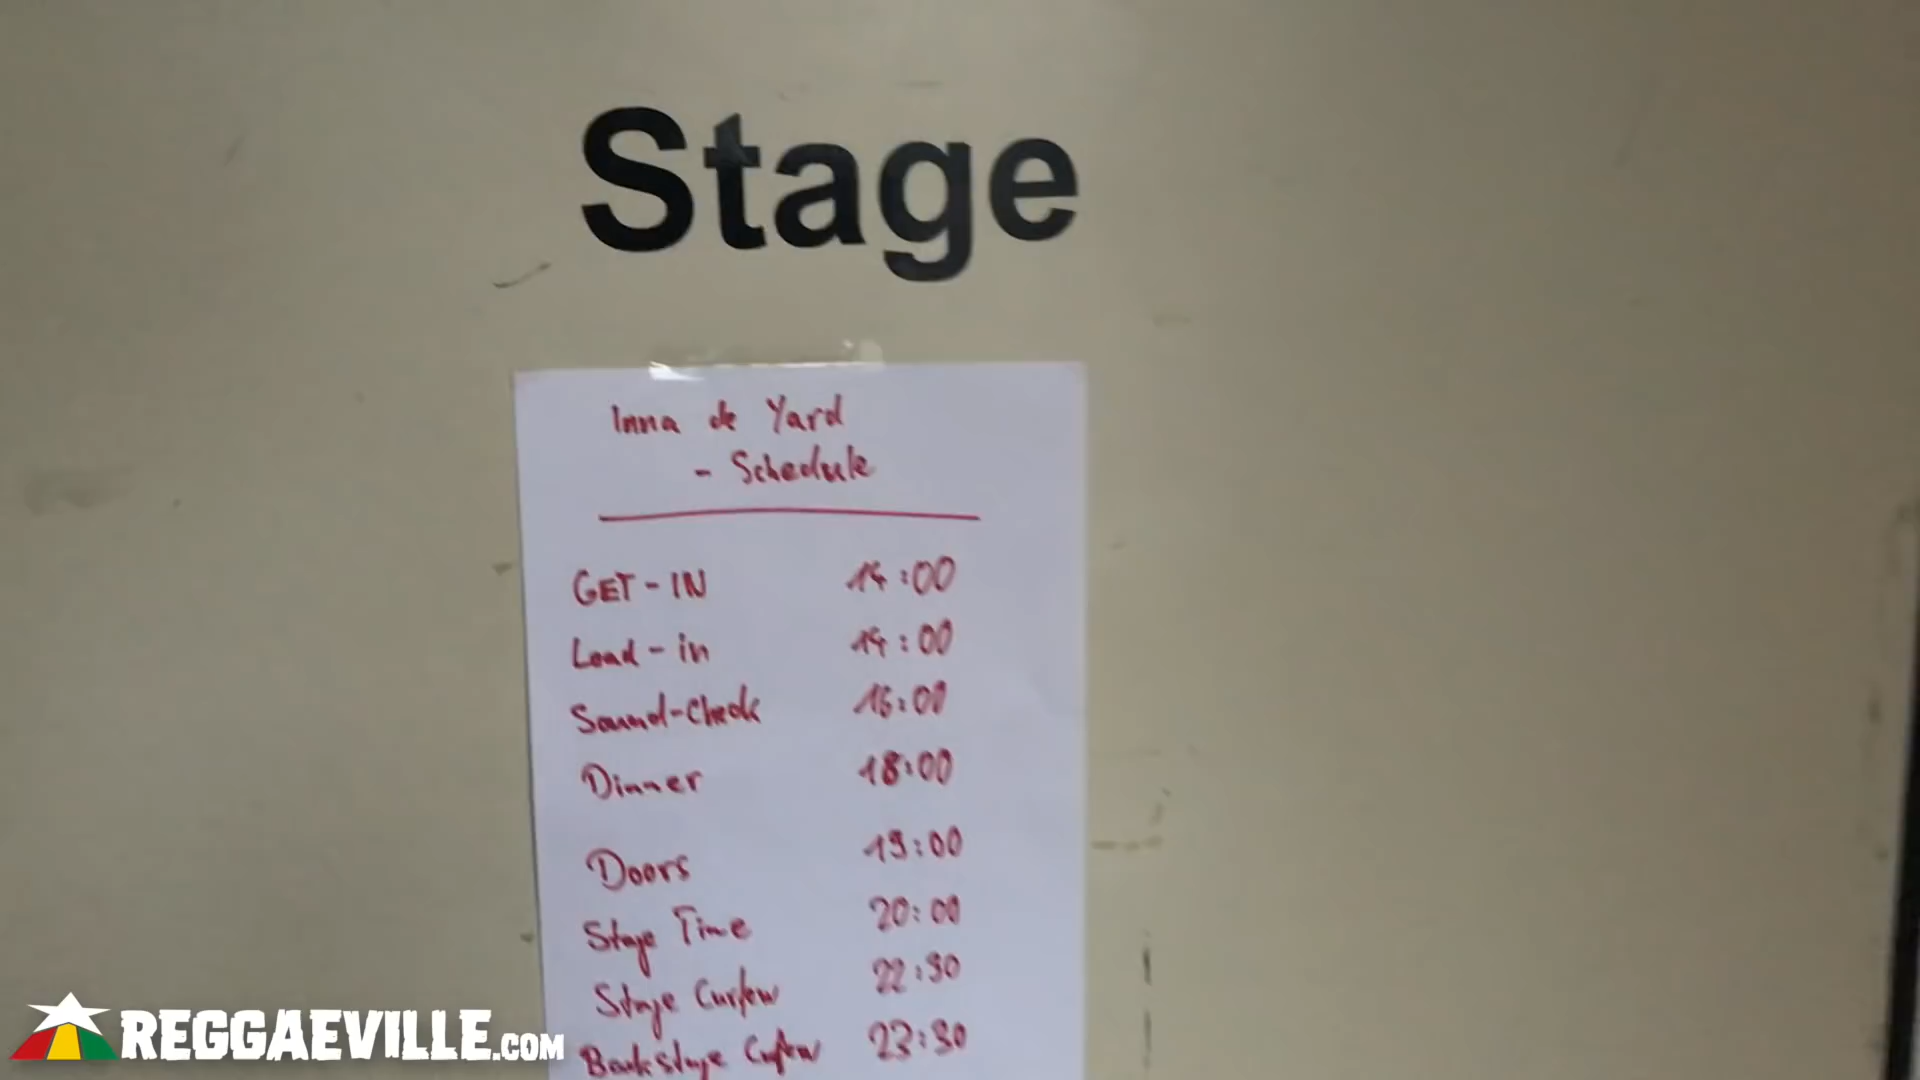 Stage
Inna de Yard
- Schedule
GET-IN 14:00
Load-in 14:00
Sound-Check 16:00
Dinner 18:00
Doors 19:00
Stage Time 20:00
Stage Curfew 22:30
Backstage Curfew 23:30
REGGAEVILLE.COM